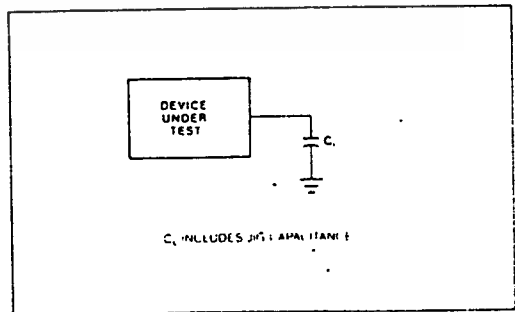 DEVICE
UNDER
TEST
C
C INCLUDES JIG CAPACITANCE